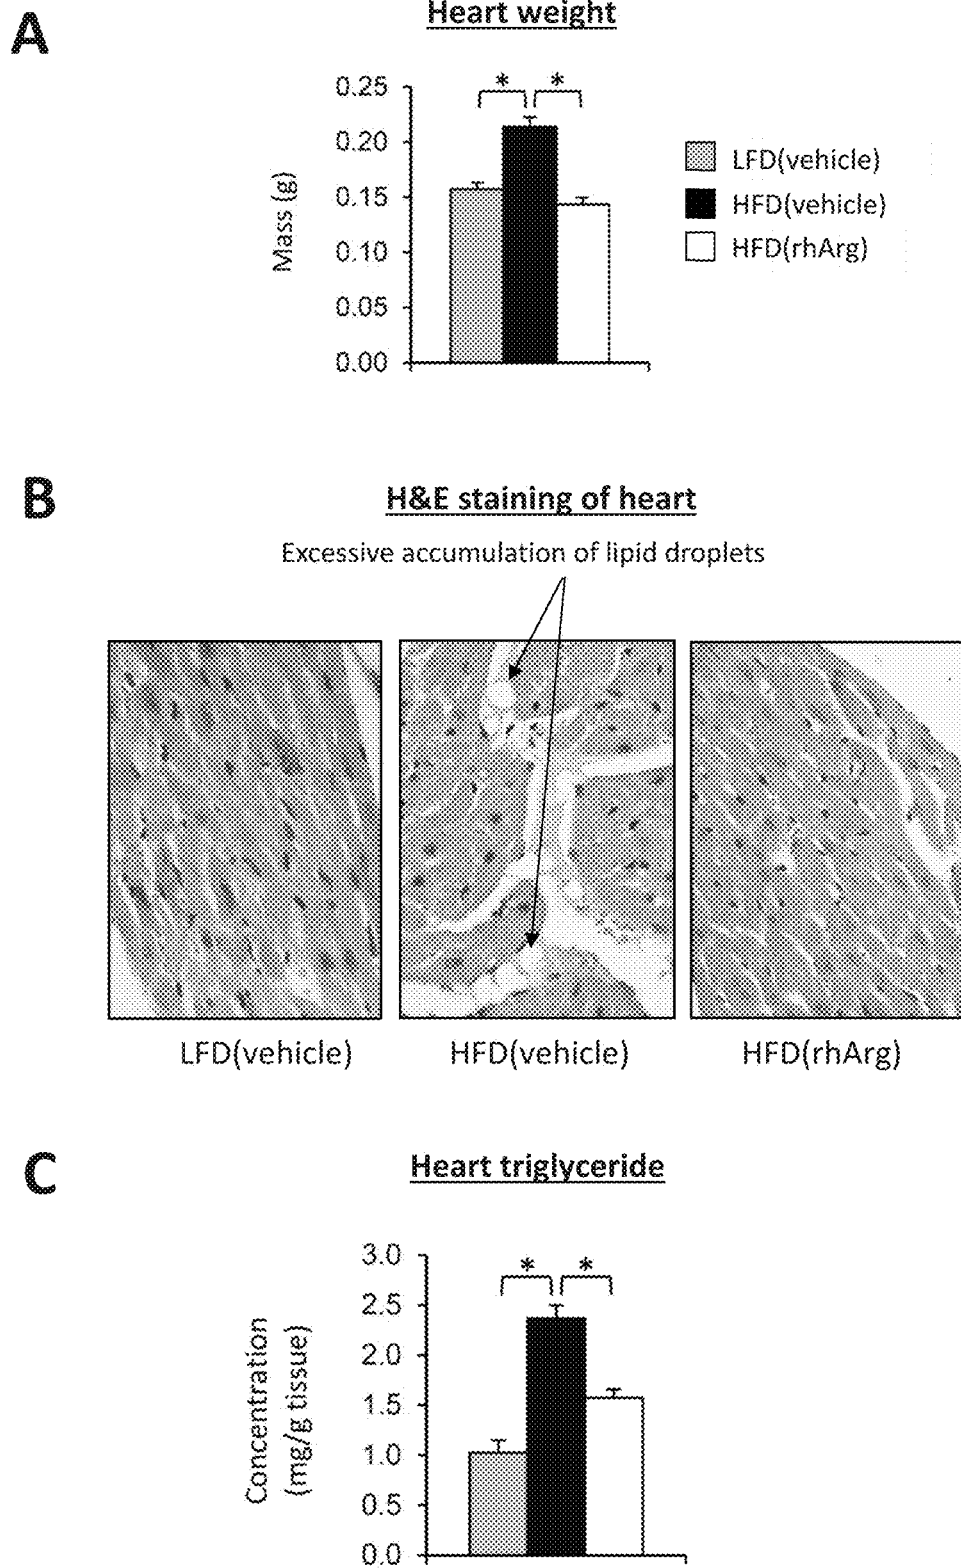 A
Heart weight
0.25
0.20
0.15
0.10
0.05
0.00
Mass (g)
* *
LFD(vehicle)
HFD(vehicle)
HFD(rhArg)
B
H&E staining of heart
Excessive accumulation of lipid droplets
LFD(vehicle) HFD(vehicle) HFD(rhArg)
C
Heart triglyceride
3.0
2.5
2.0
1.5
1.0
0.5
0.0
Concentration
(mg/g tissue)
* *